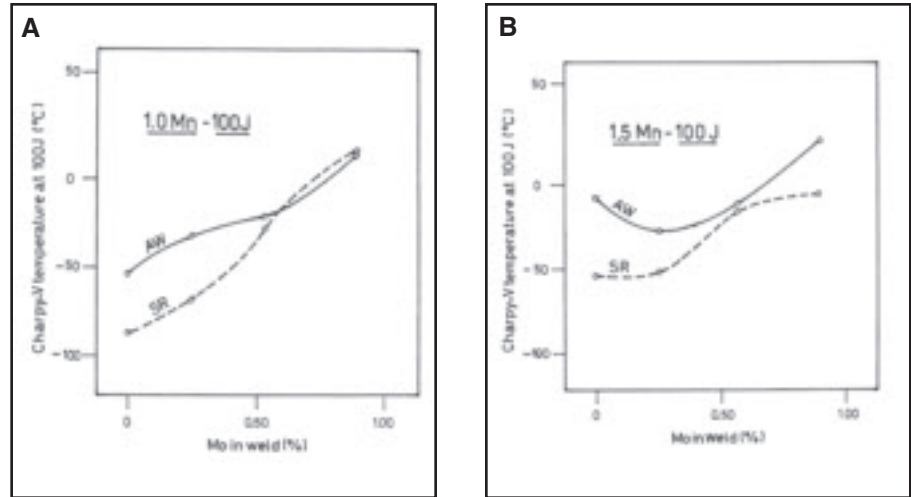 A
Charpy-V temperature at 100J (°C)
50
0
-50
-100
1.0 Mn - 100J
AW
SR
0
0.50
1.00
Mo in weld (%)
B
Charpy-V temperature at 100J (°C)
50
0
-50
-100
1.5 Mn - 100J
AW
SR
0
0.50
1.00
Mo in weld (%)